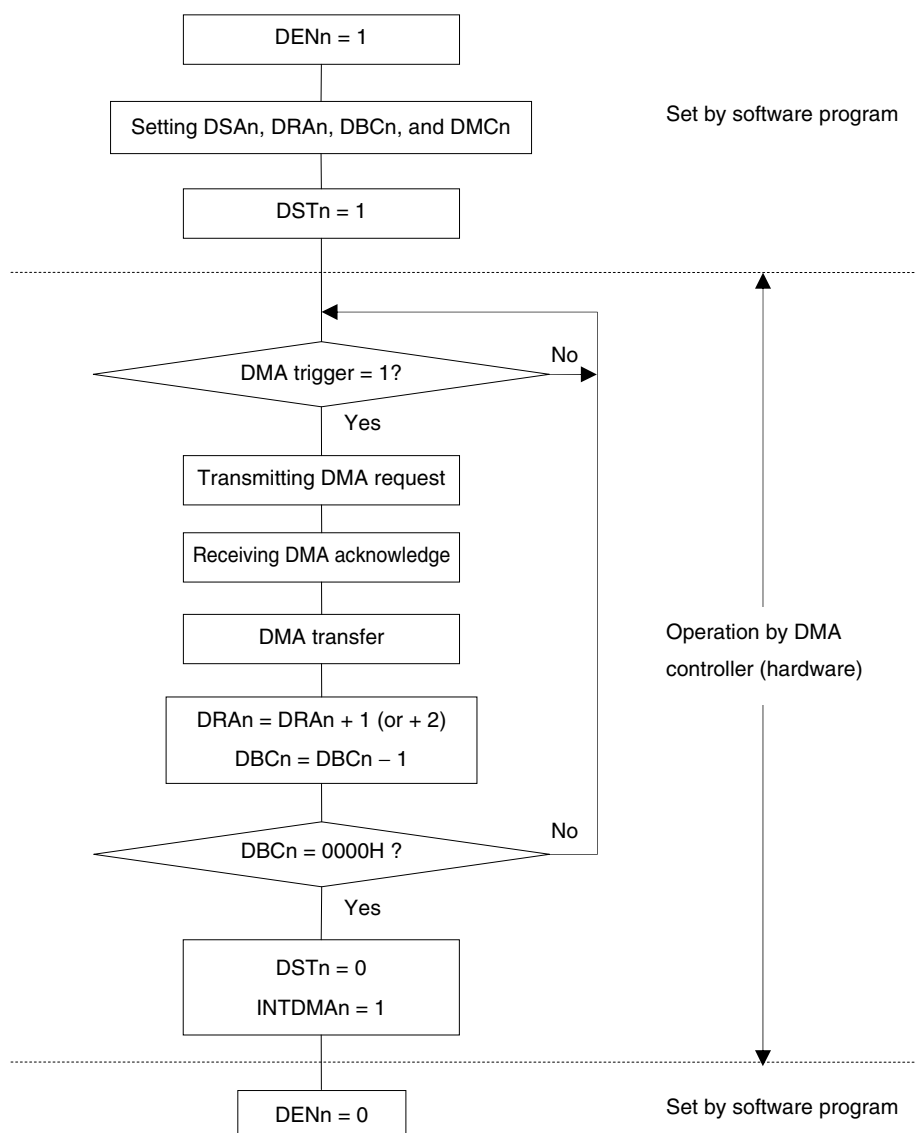 DENn = 1
Setting DSAn, DRAn, DBCn, and DMCn
Set by software program
DSTn = 1
DMA trigger = 1?
No
Yes
Transmitting DMA request
Receiving DMA acknowledge
DMA transfer
Operation by DMA
controller (hardware)
DRAn = DRAn + 1 (or + 2)
DBCn = DBCn − 1
DBCn = 0000H ?
No
Yes
DSTn = 0
INTDMAn = 1
DENn = 0
Set by software program